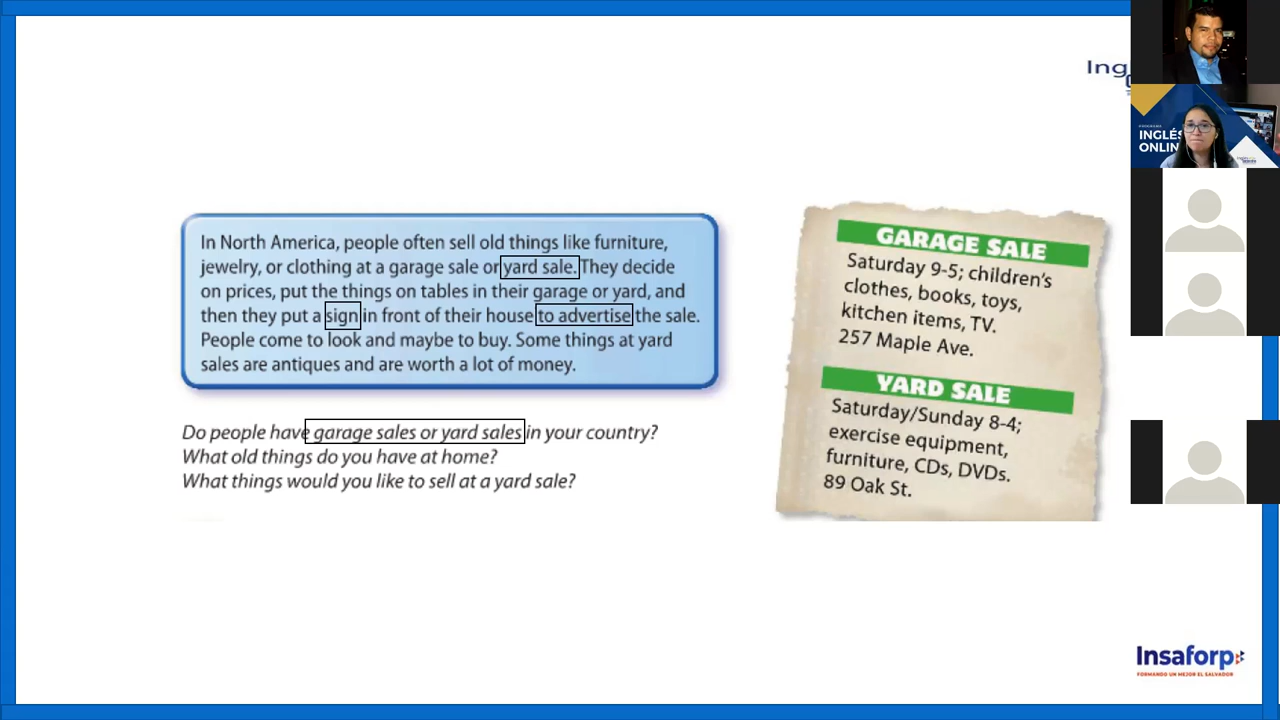 Ing
INGLÉS
ONLIN
In North America, people often sell old things like furniture,
jewelry, or clothing at a garage sale or yard sale. They decide
on prices, put the things on tables in their garage or yard, and
then they put a sign in front of their house to advertise the sale.
People come to look and maybe to buy. Some things at yard
sales are antiques and are worth a lot of money.
Do people have garage sales or yard sales in your country?
What old things do you have at home?
What things would you like to sell at a yard sale?
GARAGE SALE
Saturday 9-5; children's
clothes, books, toys,
kitchen items, TV.
257 Maple Ave.
YARD SALE
Saturday/Sunday 8-4;
exercise equipment,
furniture, CDs, DVDs.
89 Oak St.
Insaforp
FORMANDO UN MEJOR EL SALVADOR